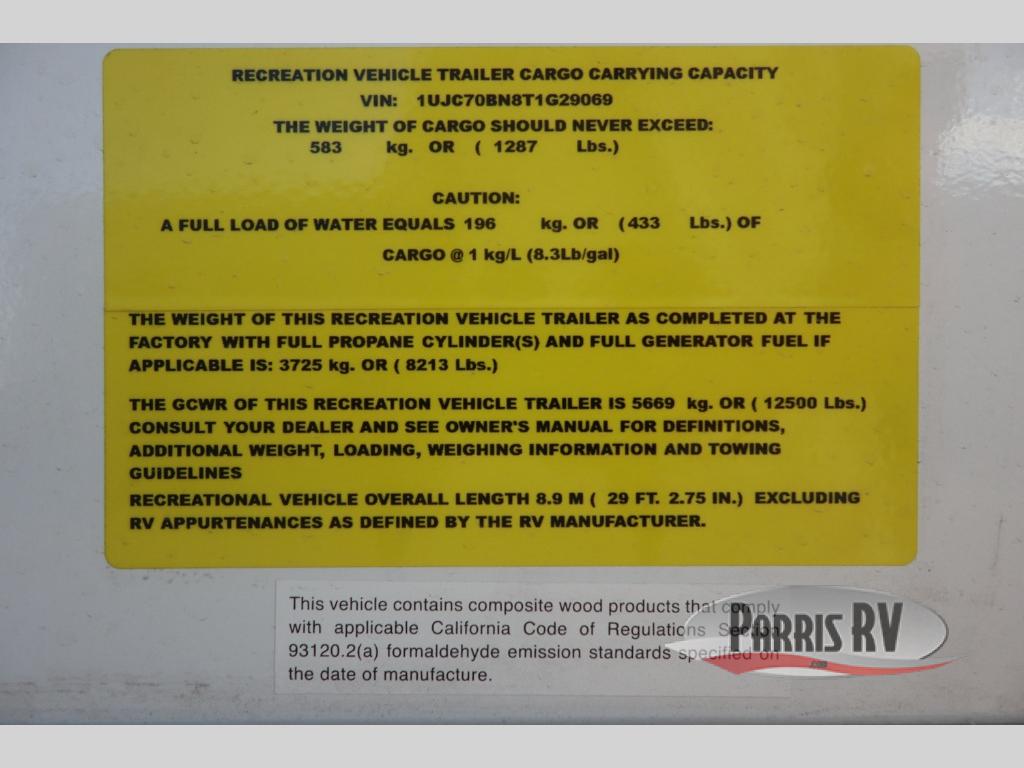 RECREATION VEHICLE TRAILER CARGO CARRYING CAPACITY
VIN: 1UJC70BN8T1G29069
THE WEIGHT OF CARGO SHOULD NEVER EXCEED:
583 kg. OR ( 1287 Lbs.)
CAUTION:
A FULL LOAD OF WATER EQUALS 196 kg. OR (433 Lbs.) OF
CARGO @ 1 kg/L (8.3Lb/gal)
THE WEIGHT OF THIS RECREATION VEHICLE TRAILER AS COMPLETED AT THE
FACTORY WITH FULL PROPANE CYLINDER(S) AND FULL GENERATOR FUEL IF
APPLICABLE IS: 3725 kg. OR ( 8213 Lbs.)
THE GCWR OF THIS RECREATION VEHICLE TRAILER IS 5669 kg. OR ( 12500 Lbs.)
CONSULT YOUR DEALER AND SEE OWNER'S MANUAL FOR DEFINITIONS,
ADDITIONAL WEIGHT, LOADING, WEIGHING INFORMATION AND TOWING
GUIDELINES
RECREATIONAL VEHICLE OVERALL LENGTH 8.9 M ( 29 FT. 2.75 IN.) EXCLUDING
RV APPURTENANCES AS DEFINED BY THE RV MANUFACTURER.
This vehicle contains composite wood products that comply
with applicable California Code of Regulations Section
93120.2(a) formaldehyde emission standards specified on
the date of manufacture.
PARRIS RV
.com